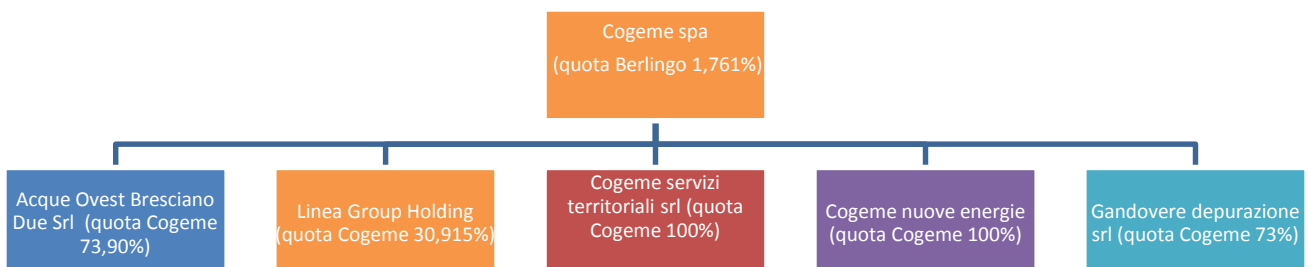 Cogeme spa
(quota Berlingo 1,761%)
Acque Ovest Bresciano
Due Srl  (quota Cogeme
73,90%)
Linea Group Holding
(quota Cogeme 30,915%)
Cogeme servizi
territoriali srl (quota
Cogeme 100%)
Cogeme nuove energie
(quota Cogeme 100%)
Gandovere depurazione
srl (quota Cogeme 73%)